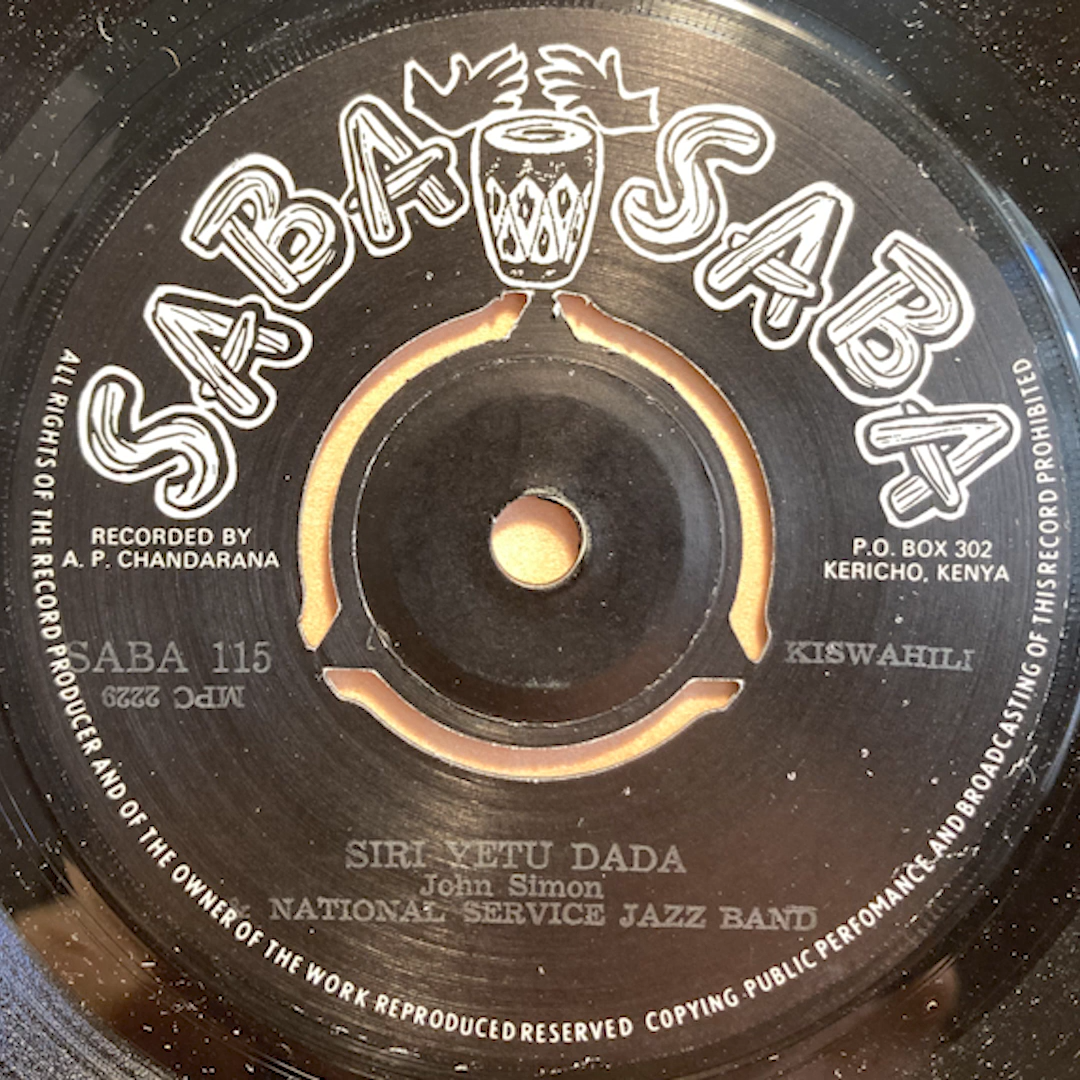 SABA SABA
RECORDED BY
A. P. CHANDARANA
P.O. BOX 302
KERICHO, KENYA
SABA 115
MPC 2229
KISWAHILI
SIRI YETU DADA
John Simon
& NATIONAL SERVICE JAZZ BAND
ALL RIGHTS OF THE RECORD PRODUCER AND OF THE OWNER OF THE WORK REPRODUCED RESERVED COPYING PUBLIC PERFOMANCE AND BROADCASTING OF THIS RECORD PROHIBITED